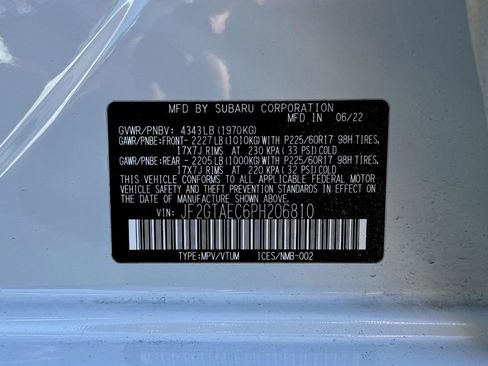 MFD BY SUBARU CORPORATION
MFD IN 06/22
GVWR/PNBV: 4343LB (1970KG)
GAWR/PNBE:FRONT- 2227LB (1010KG)WITH P225/60R17 98H TIRES,
17X7J RIMS AT 230 KPA( 33 PSI)COLD
GAWR/PNBE:REAR - 2205LB (1000KG)WITH P225/60R17 98H TIRES,
17X7J RIMS AT 220 KPA( 32 PSI)COLD
THIS VEHICLE CONFORMS TO ALL APPLICABLE FEDERAL MOTOR
VEHICLE SAFETY AND THEFT PREVENTION STANDARDS IN EFFECT
ON THE DATE OF MANUFACTURE SHOWN ABOVE.
VIN: JF2GTAEC6PH206810
TYPE:MPV/VTUM ICES/NMB-002